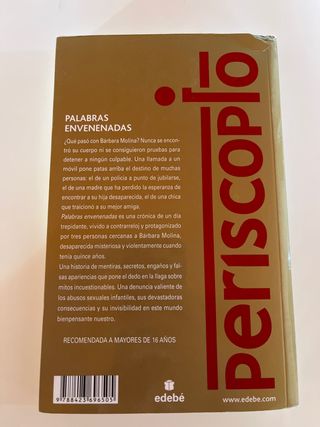 PALABRAS
ENVENENADAS
¿Qué pasó con Bárbara Molina? Nunca se encon-
tró su cuerpo ni se consiguieron pruebas para
detener a ningún culpable. Una llamada a un
móvil pone patas arriba el destino de muchas
personas: el de un policía a punto de jubilarse, el
de una madre que ha perdido la esperanza de
encontrar a su hija desaparecida, el de una chica
que traicionó a su mejor amiga.
Palabras envenenadas es una crónica de un día
trepidante, vivido a contrarreloj y protagonizado
por tres personas cercanas a Bárbara Molina,
desaparecida misteriosa y violentamente cuando
tenía quince años.
Una historia de mentiras, secretos, engaños y fal-
sas apariencias que pone el dedo en la llaga sobre
mitos incuestionables. Una denuncia valiente de
los abusos sexuales infantiles, sus devastadoras
consecuencias y su invisibilidad en este mundo
bienpensante nuestro.
RECOMENDADA A MAYORES DE 16 AÑOS
9 788423 696505
edebé
www.edebe.com
periscopio